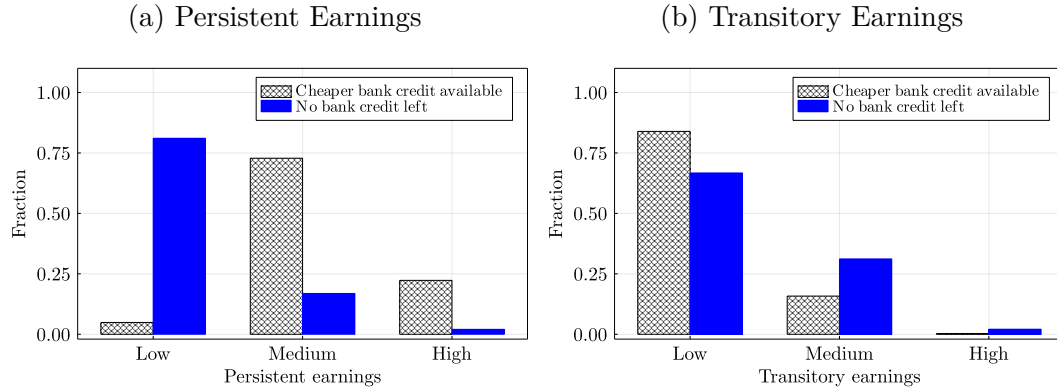 (a) Persistent Earnings
Cheaper bank credit available
No bank credit left
1.00
0.75
0.50
0.25
0.00
Fraction
Low Medium High
Persistent earnings
(b) Transitory Earnings
Cheaper bank credit available
No bank credit left
1.00
0.75
0.50
0.25
0.00
Fraction
Low Medium High
Transitory earnings